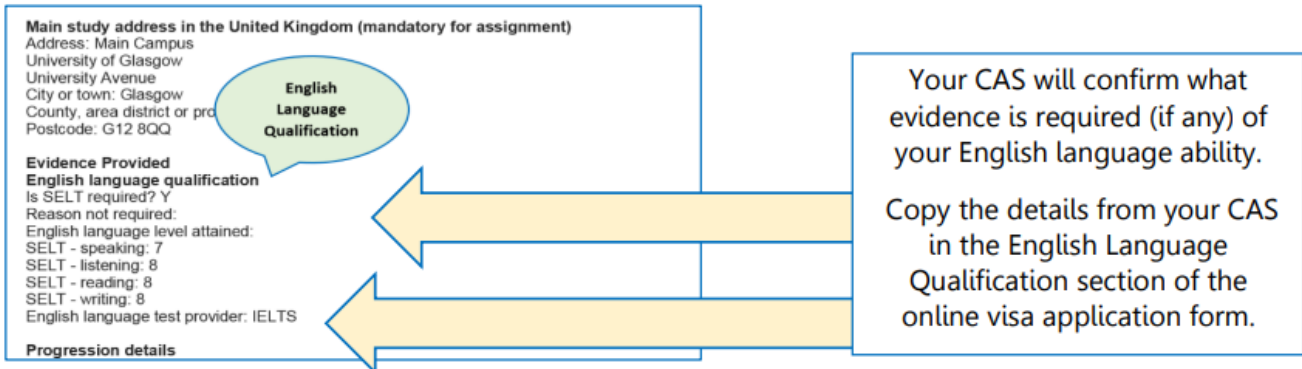 Main study address in the United Kingdom (mandatory for assignment)
Address: Main Campus
University of Glasgow
University Avenue
City or town: Glasgow
County, area district or pro
Postcode: G12 8QQ
English
Language
Qualification
Evidence Provided
English language qualification
Is SELT required? Y
Reason not required:
English language level attained:
SELT - speaking: 7
SELT - listening: 8
SELT - reading: 8
SELT - writing: 8
English language test provider: IELTS
Progression details
Your CAS will confirm what
evidence is required (if any) of
your English language ability.
Copy the details from your CAS
in the English Language
Qualification section of the
online visa application form.